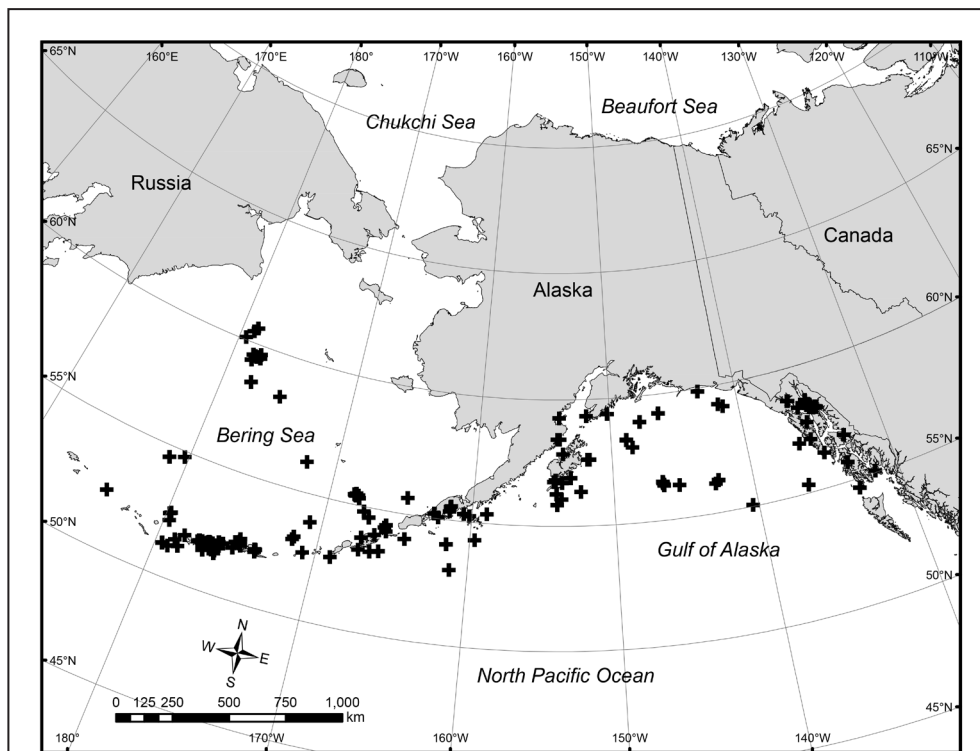 160°E 170°E 180° 170°W 160°W 150°W 140°W 130°W 120°W 110°W
65°N
Beaufort Sea
Chukchi Sea
65°N
Russia
60°N
Canada
Alaska
60°N
55°N
Bering Sea
55°N
50°N
Gulf of Alaska
50°N
N
W E
S
45°N
North Pacific Ocean
0 125 250 500 750 1,000
km
45°N
180° 170°W 160°W 150°W 140°W